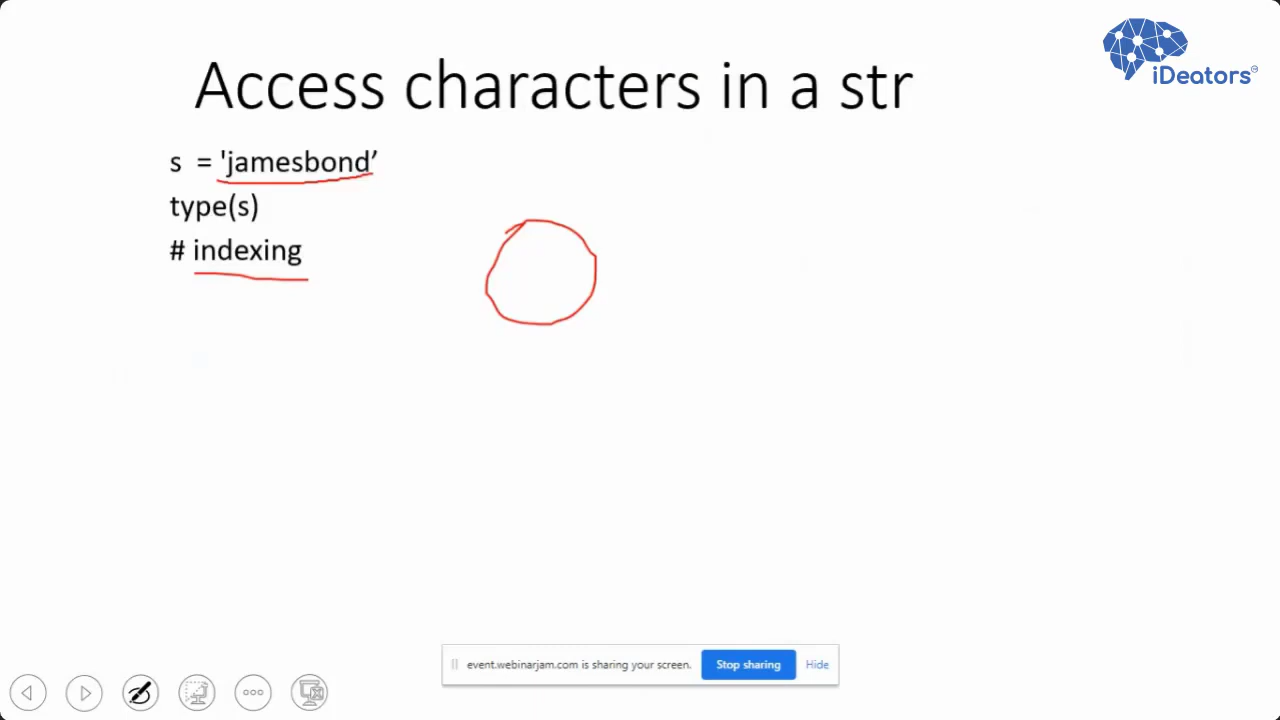 iDeators
Access characters in a str
s = 'jamesbond’
type(s)
# indexing
event.webinarjam.com is sharing your screen. Stop sharing Hide